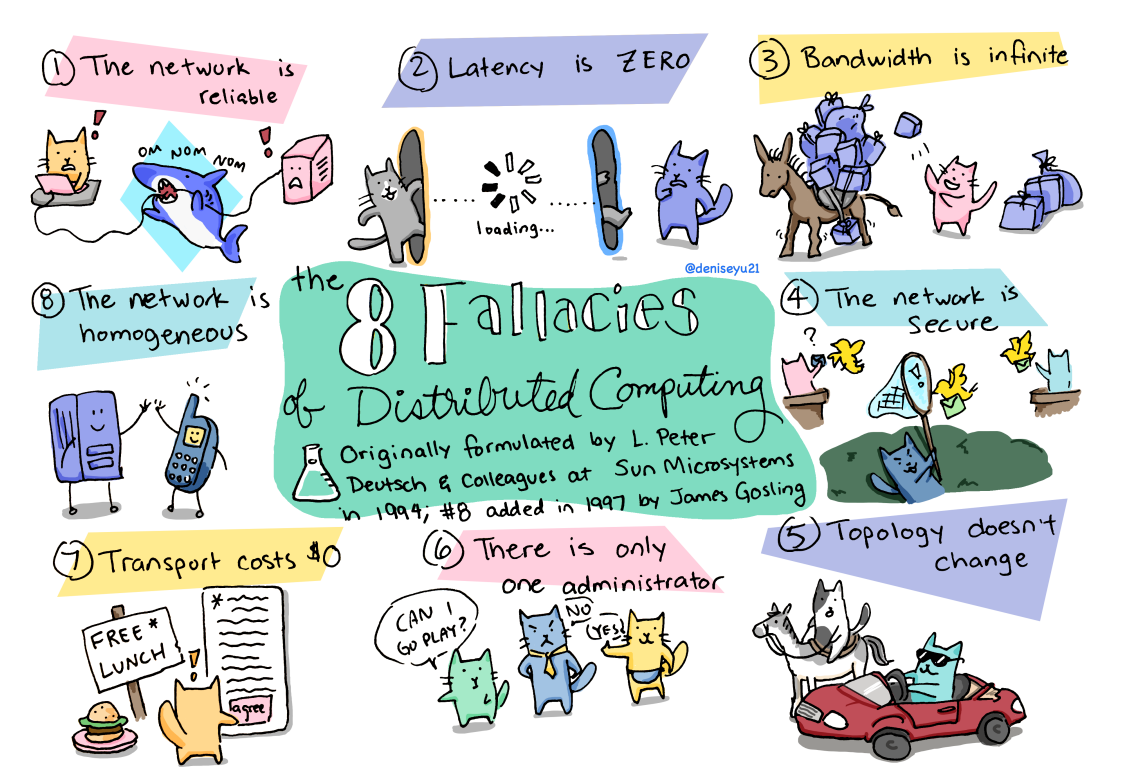 ① The network is
reliable
! !
OM NOM NOM
② Latency is ZERO
loading...
③ Bandwidth is infinite
@deniseyu21
the
8 Fallacies
of Distributed Computing
Originally formulated by L. Peter
Deutsch & Colleagues at Sun Microsystems
in 1994; #8 added in 1997 by James Gosling
④ The network is
secure
?
⑤ Topology doesn't
change
⑥ There is only
one administrator
CAN I
GO PLAY?
NO
(YES!)
⑦ Transport costs $0
FREE*
LUNCH
!
*
agree
⑧ The network is
homogeneous